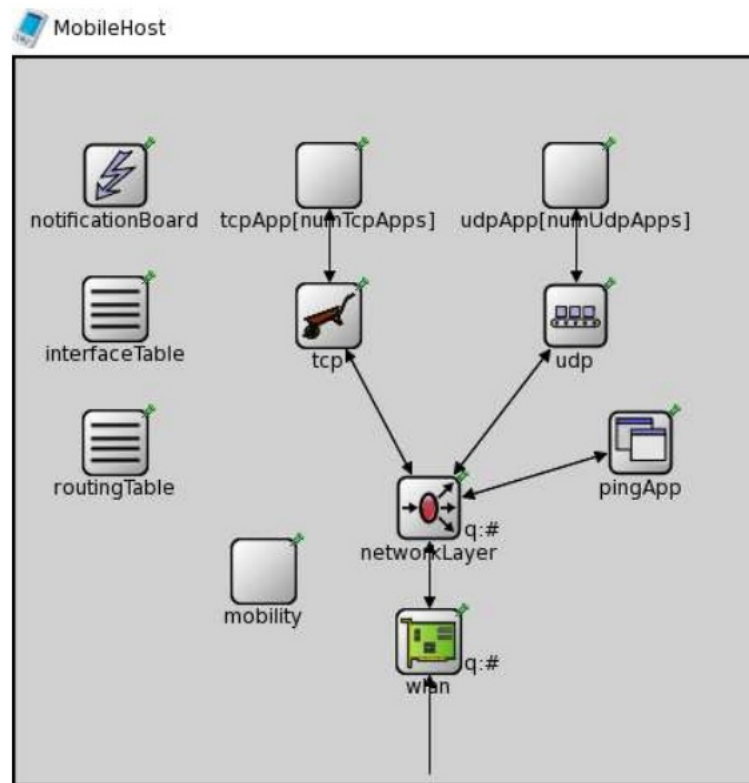 MobileHost
notificationBoard
tcpApp[numTcpApps]
udpApp[numUdpApps]
interfaceTable
tcp
udp
routingTable
pingApp
q:#
networkLayer
mobility
q:#
wlan